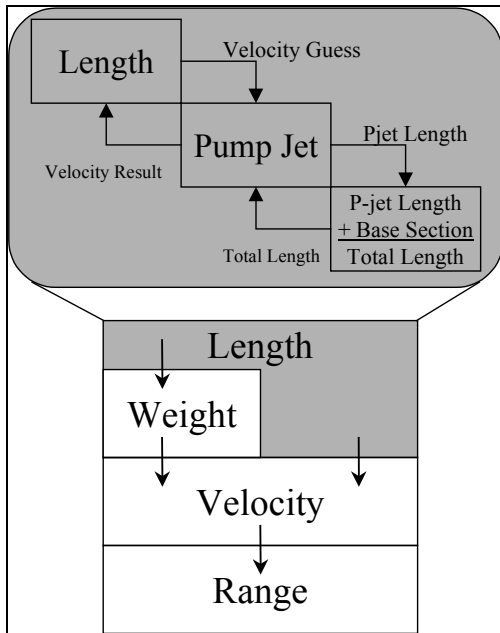 Length
Velocity Guess
Pump Jet
Pjet Length
Velocity Result
P-jet Length
+ Base Section
Total Length
Total Length
Length
Weight
Velocity
Range